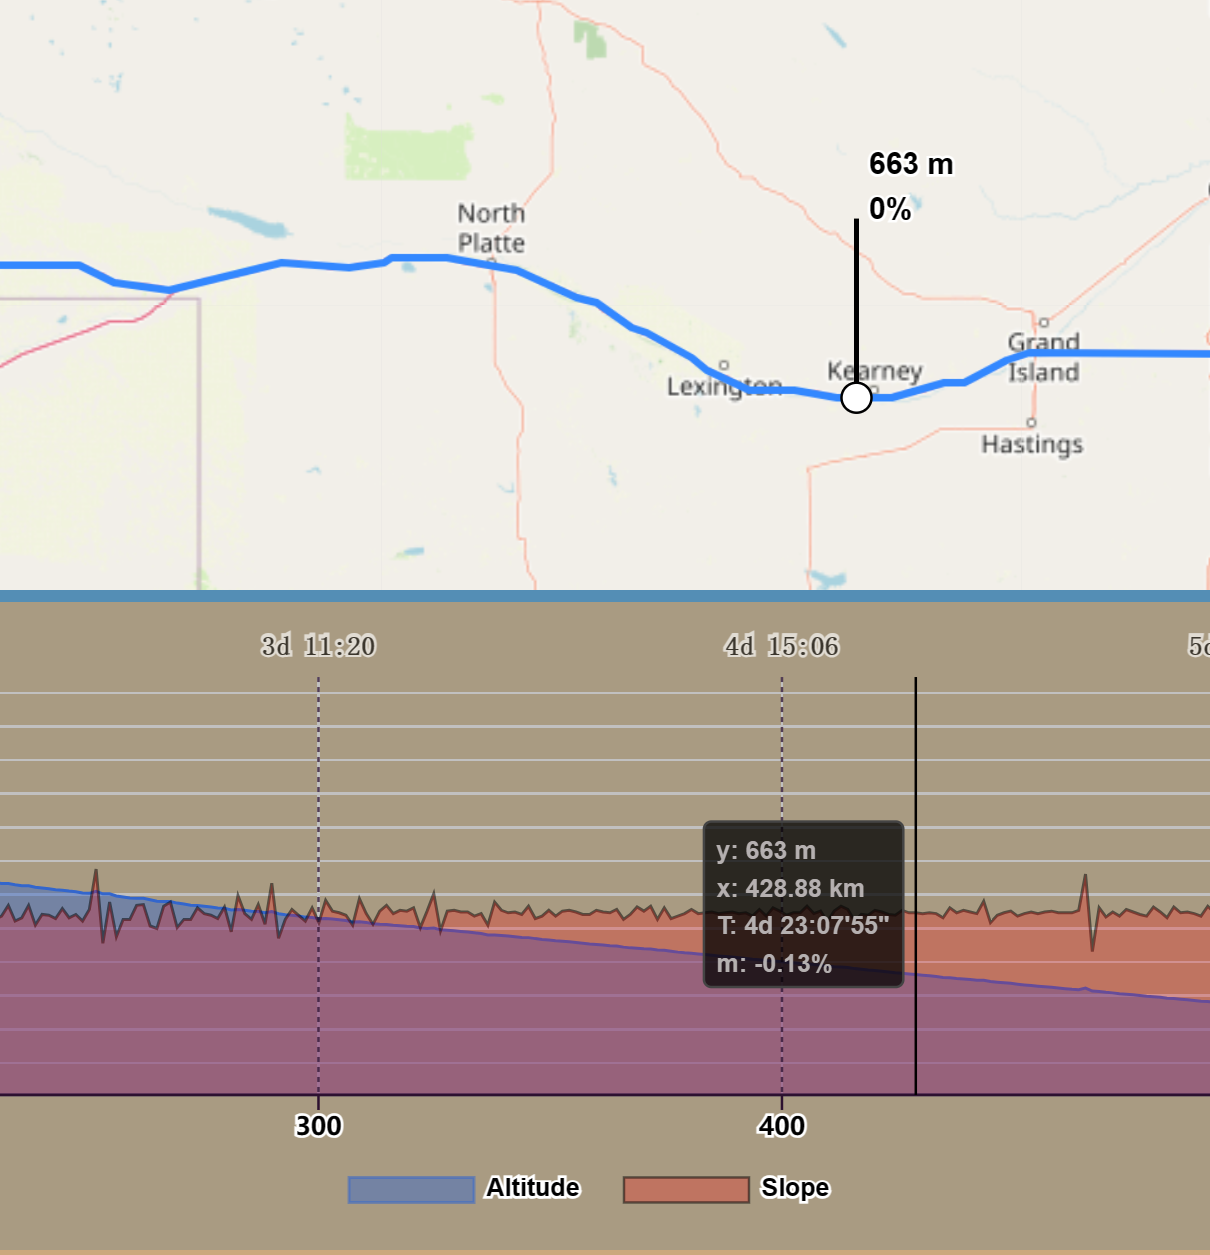 663 m
0%
North
Platte
Lexington
Kearney
Grand
Island
Hastings
3d 11:20
4d 15:06
5d
y: 663 m
x: 428.88 km
T: 4d 23:07'55"
m: -0.13%
300
400
Altitude
Slope